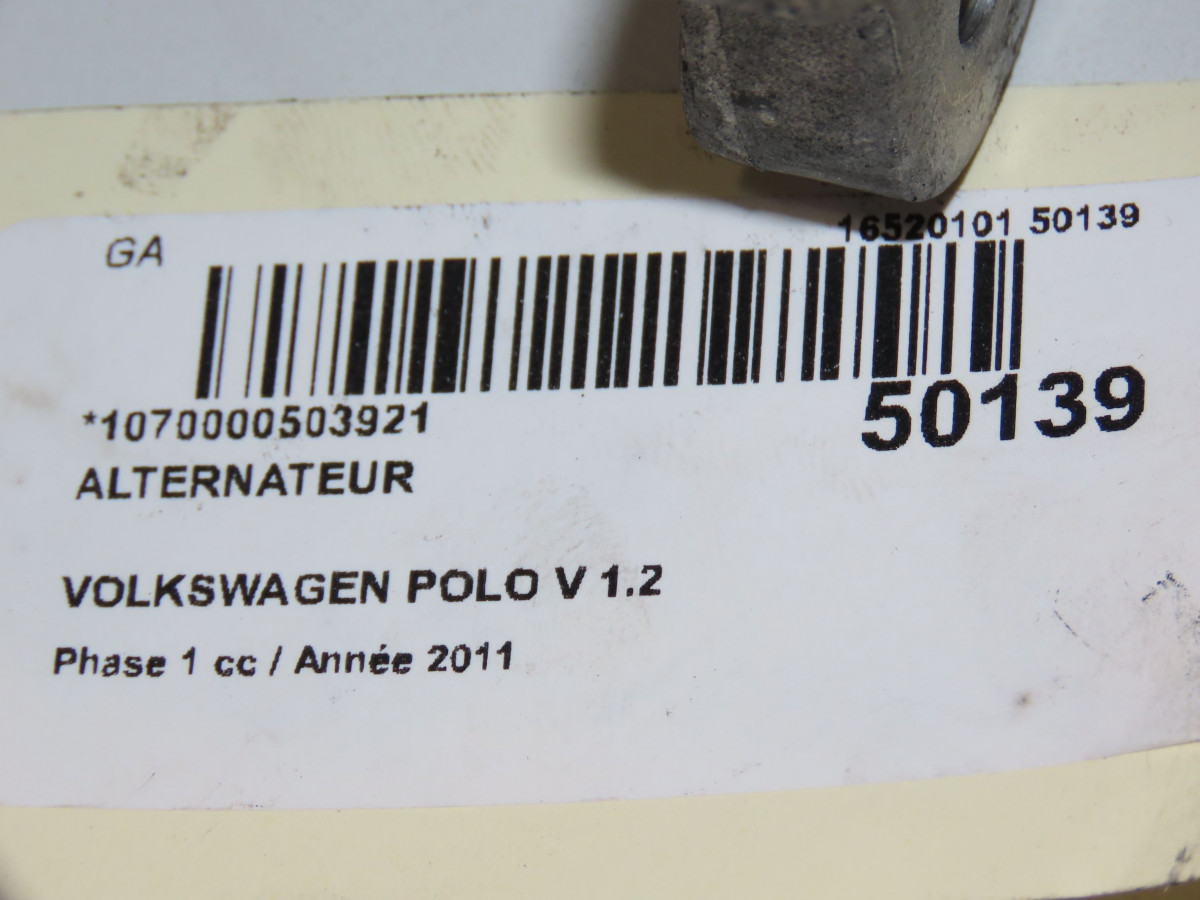 GA
16520101 50139
*1070000503921
50139
ALTERNATEUR
VOLKSWAGEN POLO V 1.2
Phase 1 cc / Année 2011